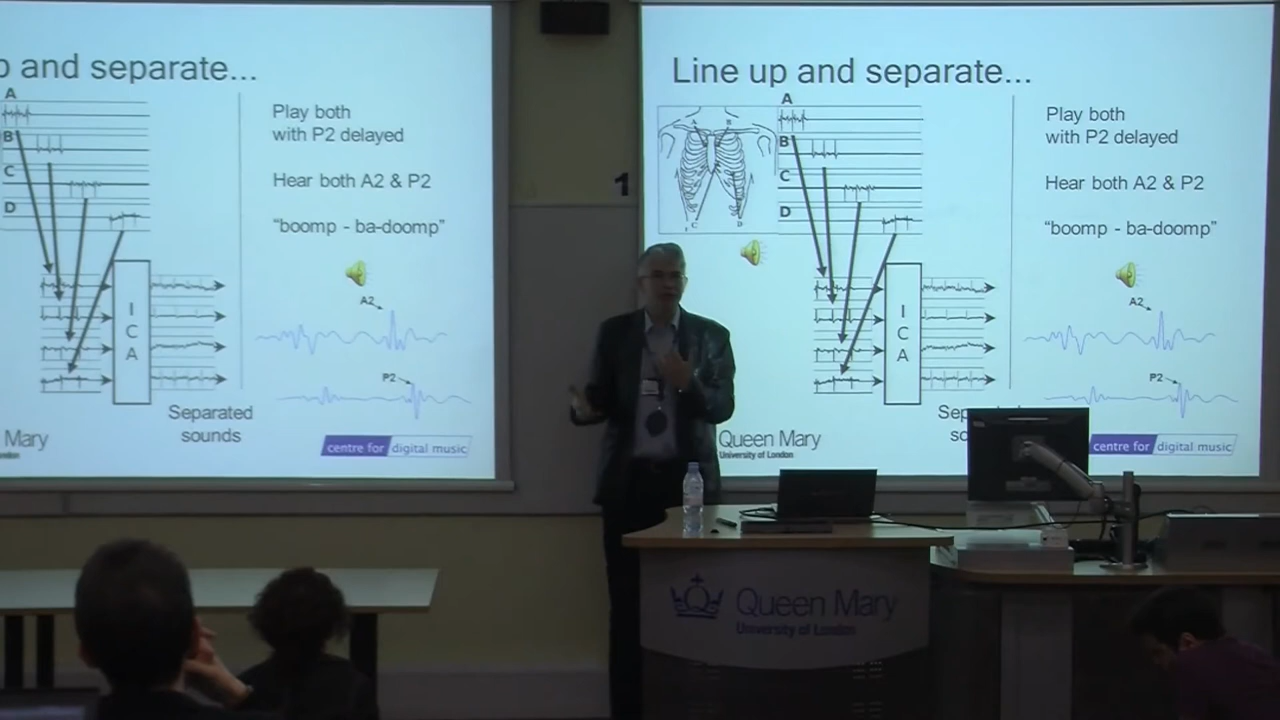 and separate...
A
B
C
D
Play both
with P2 delayed
Hear both A2 & P2
“boomp - ba-doomp”
A2
P2
I
C
A
Separated
sounds
Mary
centre for digital music
1
Line up and separate...
A
B
C
D
Play both
with P2 delayed
Hear both A2 & P2
“boomp - ba-doomp”
A2
P2
I
C
A
Queen Mary
University of London
centre for digital music
Queen Mary
University of London